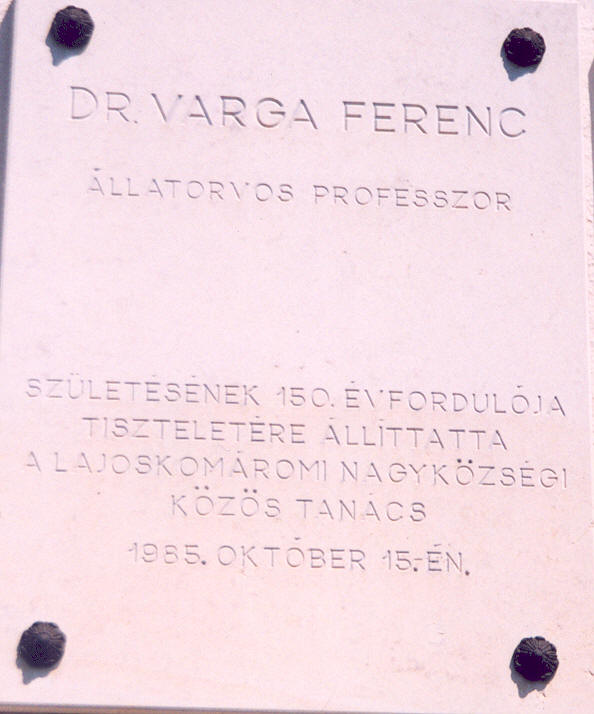 DR. VARGA FERENC
ÁLLATORVOS PROFESSZOR
SZÜLETÉSÉNEK 150. ÉVFORDULÓJA
TISZTELETÉRE ÁLLÍTTATTA
A LAJOSKOMÁROMI NAGYKÖZSÉGI
KÖZÖS TANÁCS
1985. OKTÓBER 15.-ÉN.